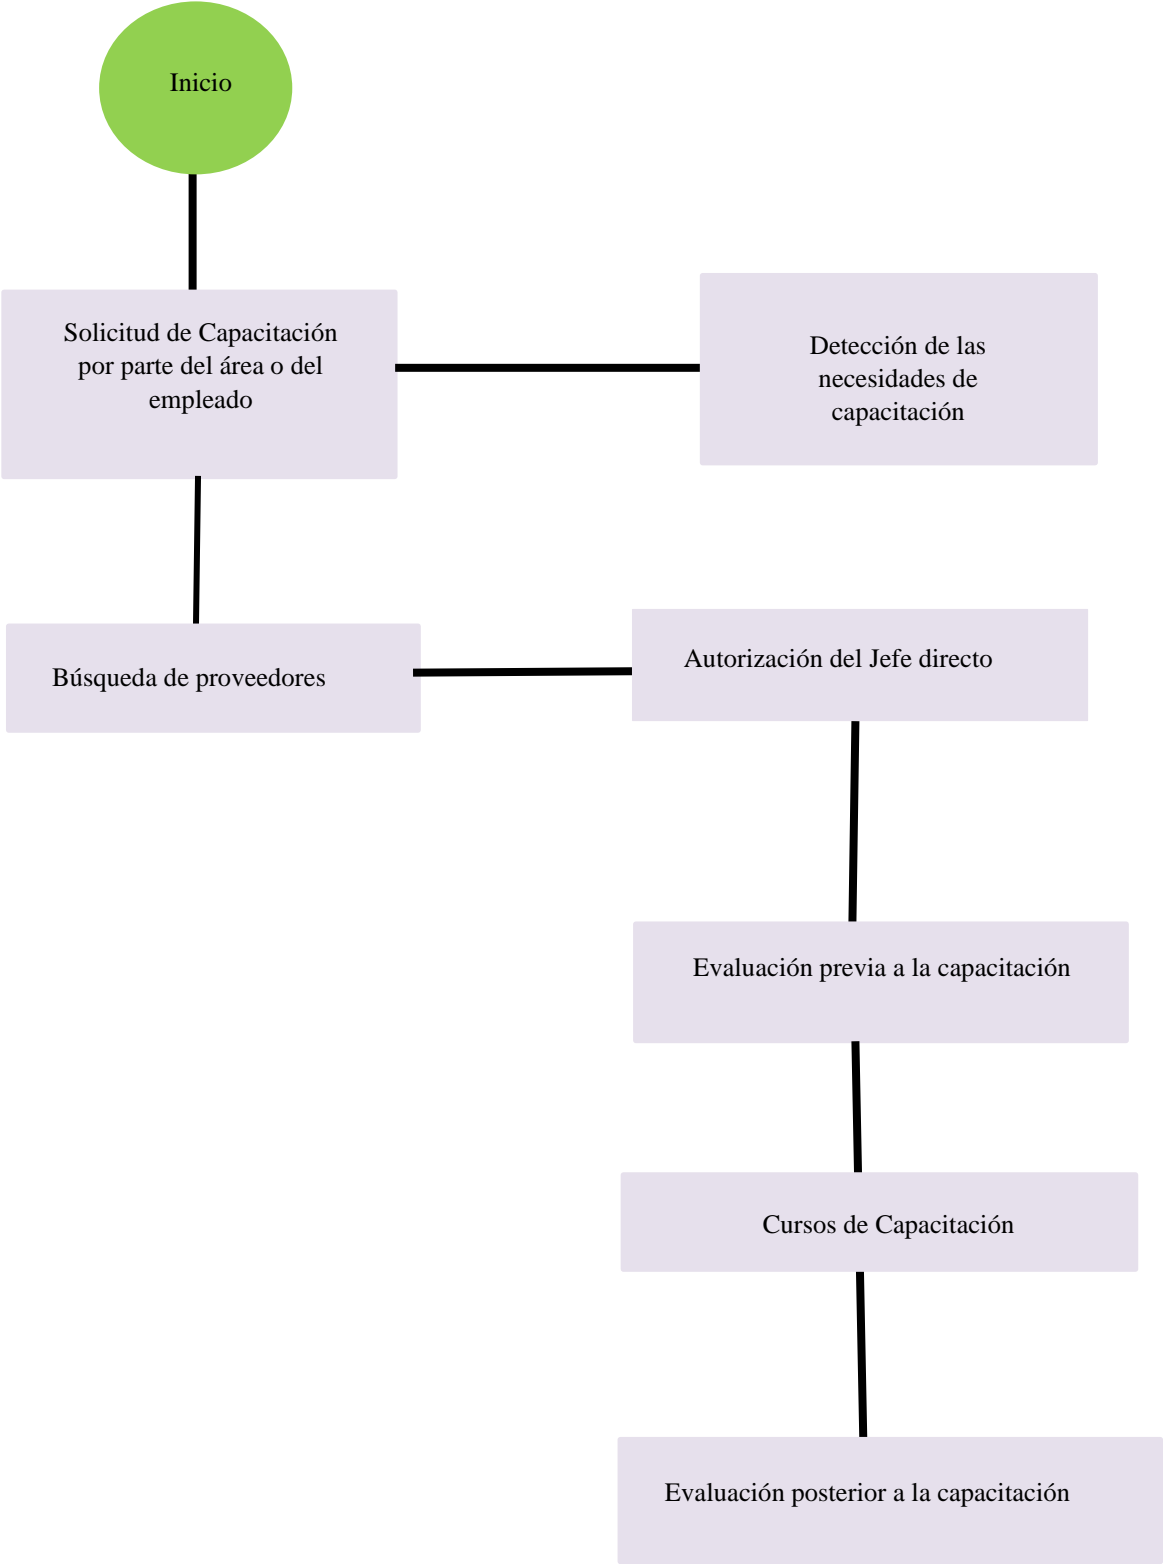 Inicio
Solicitud de Capacitación
por parte del área o del
empleado
Detección de las
necesidades de
capacitación
Búsqueda de proveedores
Autorización del Jefe directo
Evaluación previa a la capacitación
Cursos de Capacitación
Evaluación posterior a la capacitación